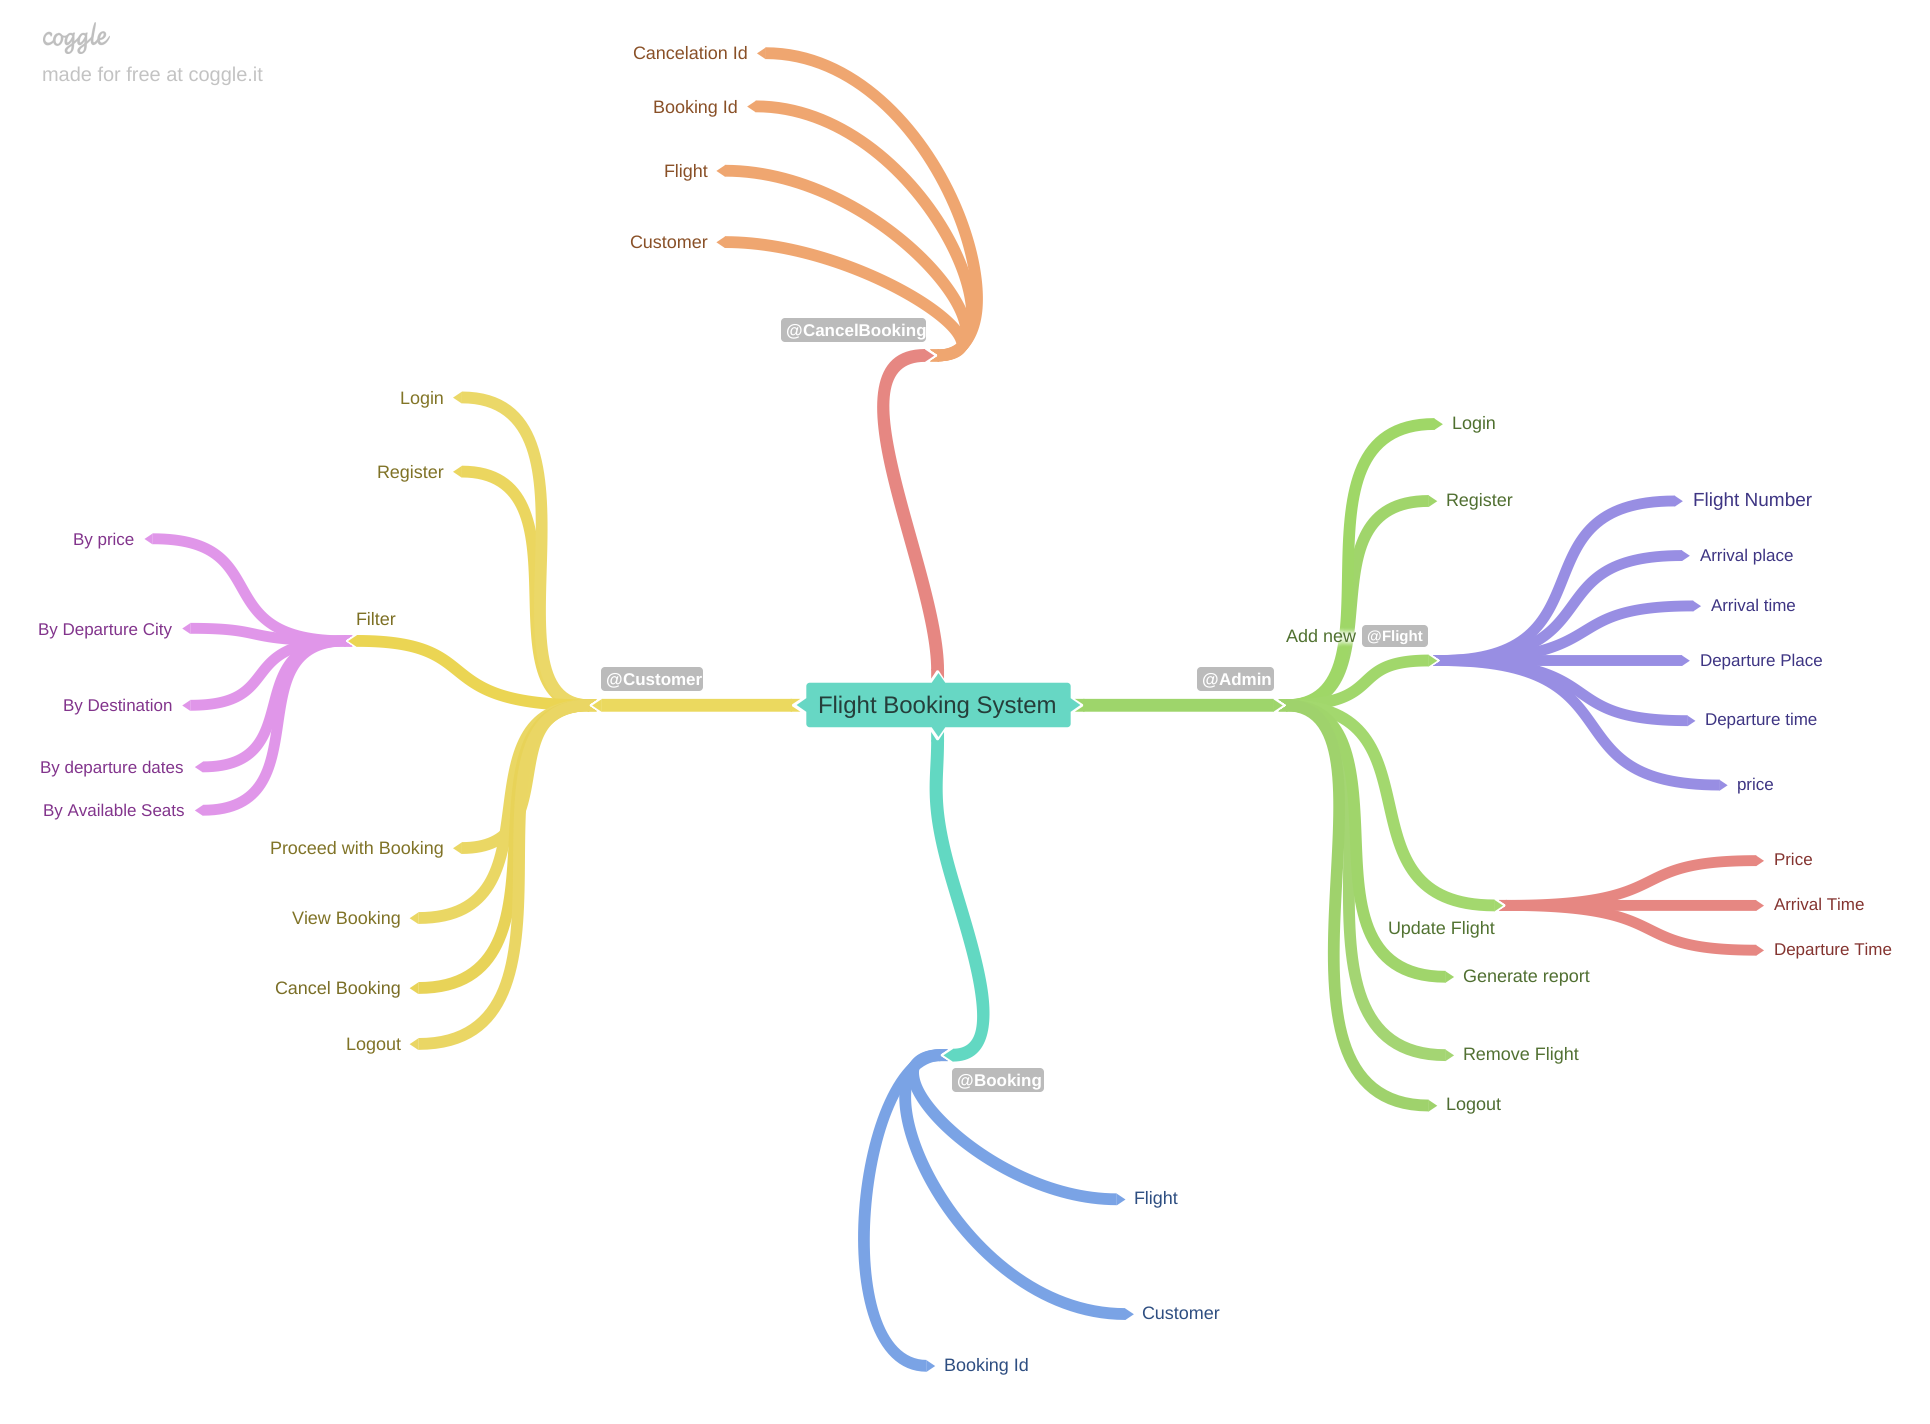 coggle
made for free at coggle.it
Cancelation Id
Booking Id
Flight
Customer
@CancelBooking
Login
Register
Filter
By price
By Departure City
By Destination
By departure dates
By Available Seats
@Customer
Proceed with Booking
View Booking
Cancel Booking
Logout
Flight Booking System
@Admin
Login
Register
Add new @Flight
Flight Number
Arrival place
Arrival time
Departure Place
Departure time
price
Update Flight
Price
Arrival Time
Departure Time
Generate report
Remove Flight
Logout
@Booking
Flight
Customer
Booking Id